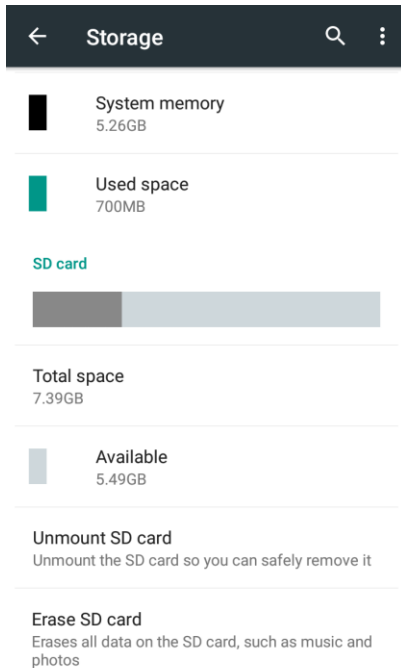 Storage
System memory
5.26GB
Used space
700MB
SD card
Total space
7.39GB
Available
5.49GB
Unmount SD card
Unmount the SD card so you can safely remove it
Erase SD card
Erases all data on the SD card, such as music and
photos